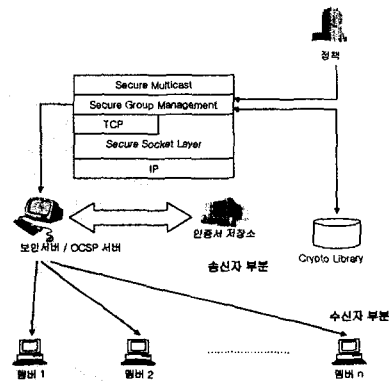 정책
Secure Multicast
Secure Group Management
TCP
Secure Socket Layer
IP
보안서버 / OCSP 서버
인증서 저장소
Crypto Library
송신자 부분
수신자 부분
멤버 1
멤버 2
멤버 n